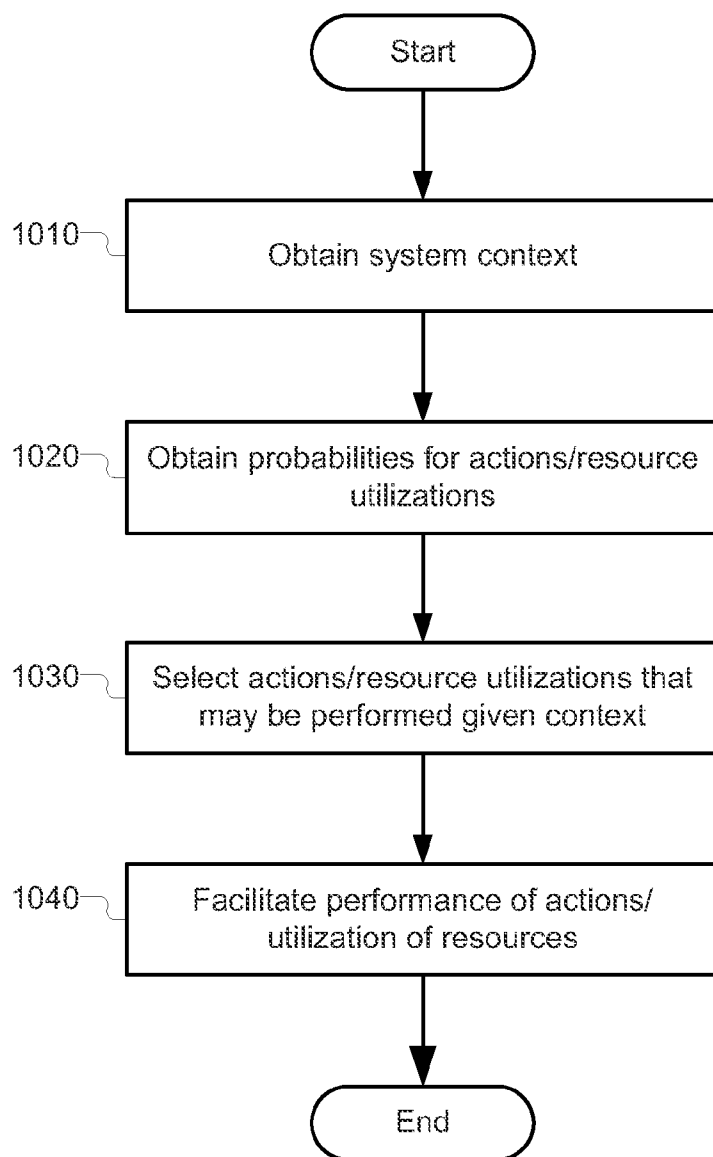 Start
1010
Obtain system context
1020
Obtain probabilities for actions/resource
utilizations
1030
Select actions/resource utilizations that
may be performed given context
1040
Facilitate performance of actions/
utilization of resources
End